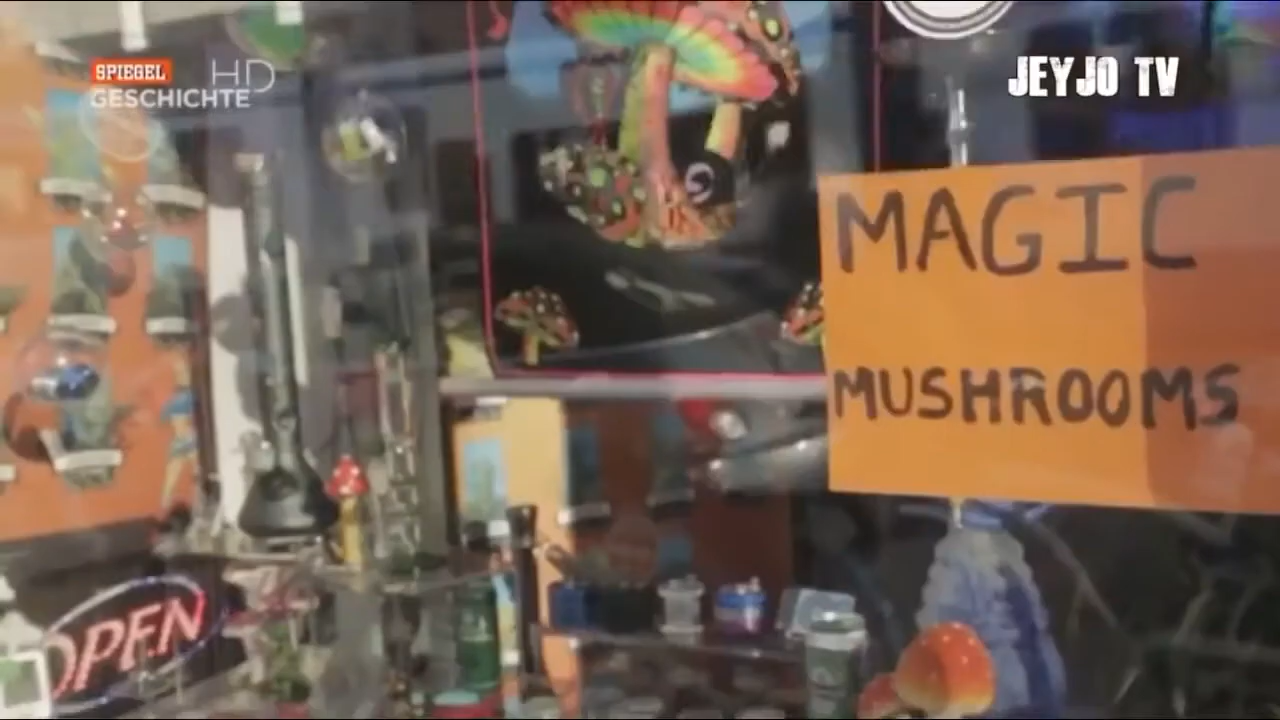 SPIEGEL HD
GESCHICHTE
JEYJO TV
MAGIC
MUSHROOMS
OPEN